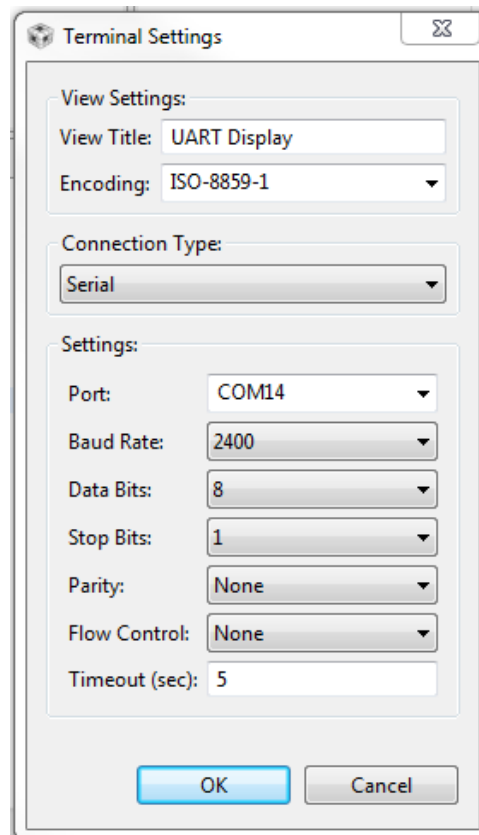 Terminal Settings
View Settings:
View Title: UART Display
Encoding: ISO-8859-1
Connection Type:
Serial
Settings:
Port: COM14
Baud Rate: 2400
Data Bits: 8
Stop Bits: 1
Parity: None
Flow Control: None
Timeout (sec): 5
OK Cancel